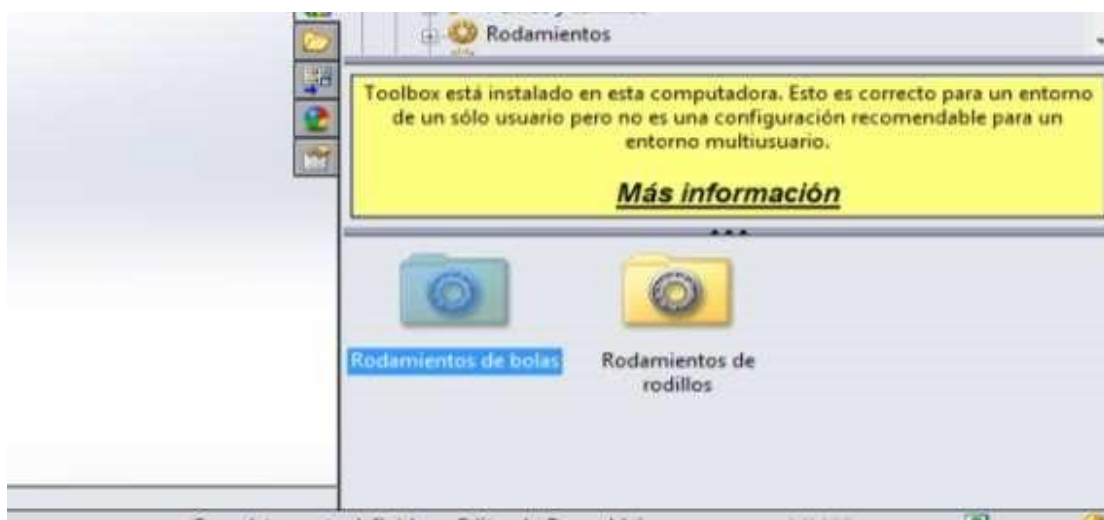 Rodamientos
Toolbox está instalado en esta computadora. Esto es correcto para un entorno
de un sólo usuario pero no es una configuración recomendable para un
entorno multiusuario.
Más información
Rodamientos de bolas
Rodamientos de
rodillos